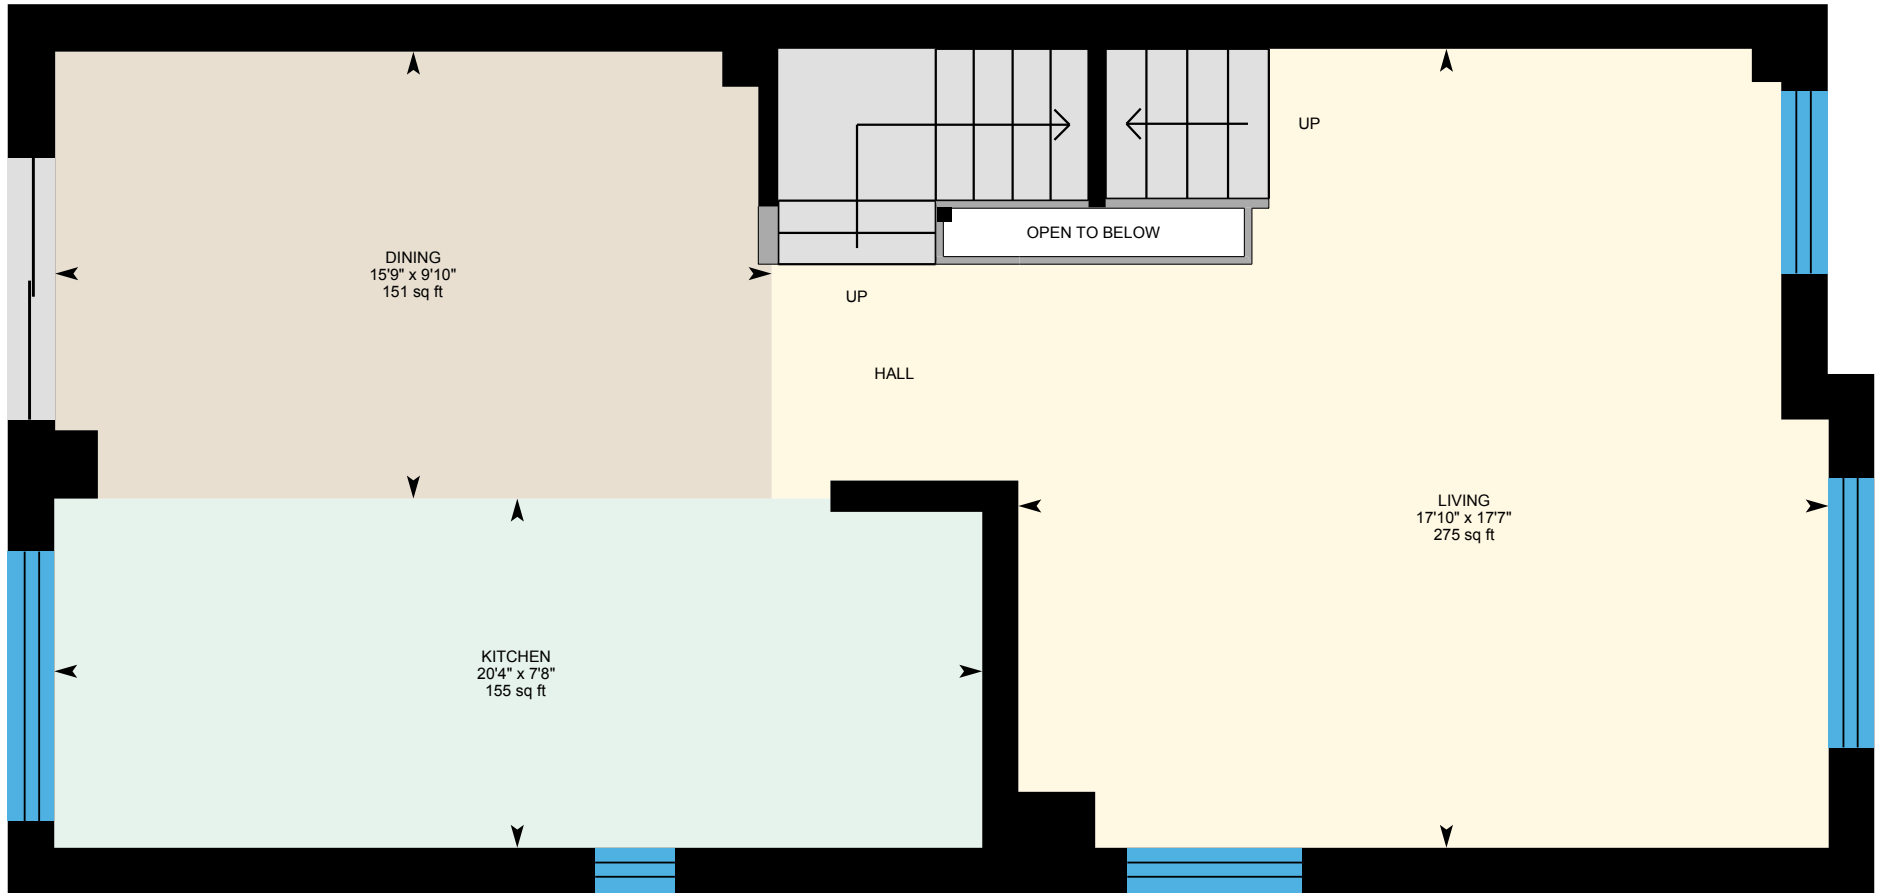 UP
OPEN TO BELOW
DINING
15'9" x 9'10"
151 sq ft
UP
HALL
LIVING
17'10" x 17'7"
275 sq ft
KITCHEN
20'4" x 7'8"
155 sq ft